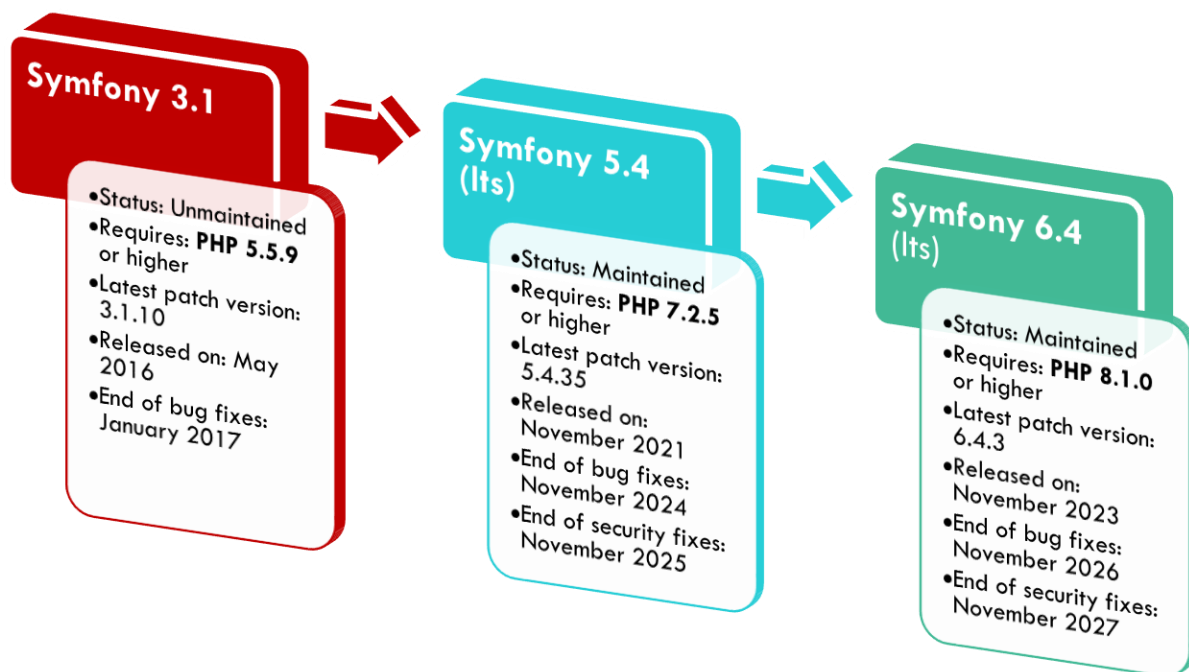 Symfony 3.1
•Status: Unmaintained
•Requires: PHP 5.5.9
or higher
•Latest patch version:
3.1.10
•Released on: May
2016
•End of bug fixes:
January 2017
Symfony 5.4
(lts)
•Status: Maintained
•Requires: PHP 7.2.5
or higher
•Latest patch version:
5.4.35
•Released on:
November 2021
•End of bug fixes:
November 2024
•End of security fixes:
November 2025
Symfony 6.4
(lts)
•Status: Maintained
•Requires: PHP 8.1.0
or higher
•Latest patch version:
6.4.3
•Released on:
November 2023
•End of bug fixes:
November 2026
•End of security fixes:
November 2027